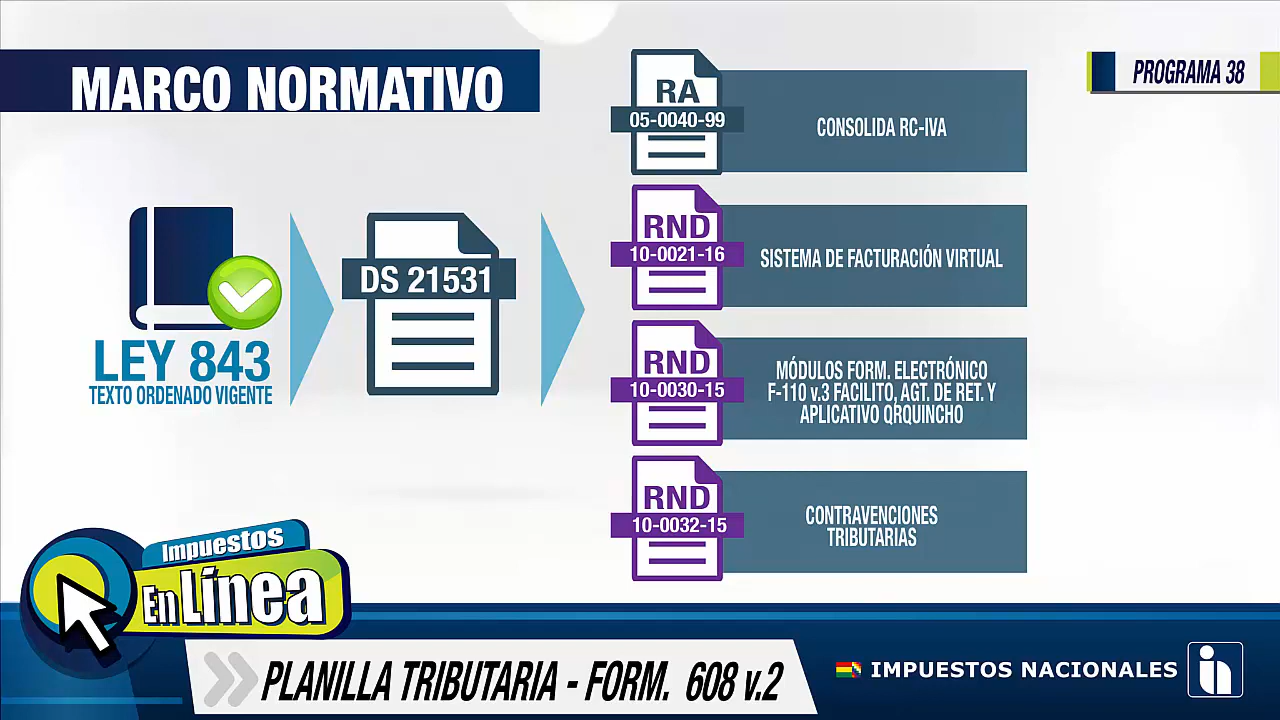 MARCO NORMATIVO
PROGRAMA 38
LEY 843
TEXTO ORDENADO VIGENTE
DS 21531
RA
05-0040-99
CONSOLIDA RC-IVA
RND
10-0021-16
SISTEMA DE FACTURACIÓN VIRTUAL
RND
10-0030-15
MÓDULOS FORM. ELECTRÓNICO
F-110 v.3 FACILITO, AGT. DE RET. Y
APLICATIVO QRQUINCHO
RND
10-0032-15
CONTRAVENCIONES
TRIBUTARIAS
Impuestos
En Línea
PLANILLA TRIBUTARIA - FORM. 608 v.2
IMPUESTOS NACIONALES